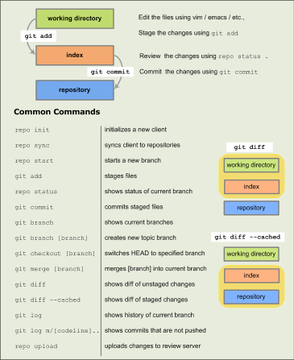 working directory
Edit the files using vim / emacs / etc.,
git add
Stage the changes using git add
index
Review the changes using repo status .
git commit
Commit the changes using git commit
repository
Common Commands
repo init initializes a new client
repo sync syncs client to repositories
repo start starts a new branch
git add stages files
repo status shows status of current branch
git commit commits staged files
git branch shows current branches
git branch [branch] creates new topic branch
git checkout [branch] switches HEAD to specified branch
git merge [branch] merges [branch] into current branch
git diff shows diff of unstaged changes
git diff --cached shows diff of staged changes
git log shows history of current branch
git log m/[codeline].. shows commits that are not pushed
repo upload uploads changes to review server
git diff
working directory
index
repository
git diff --cached
working directory
index
repository